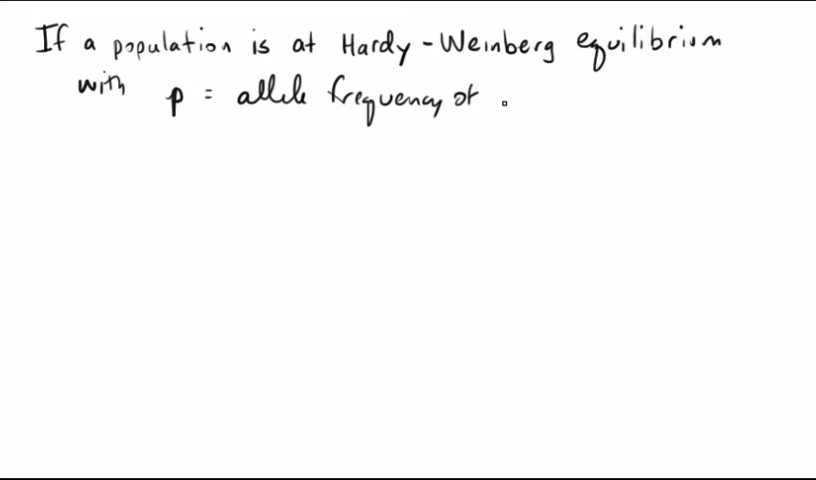 If a population is at Hardy-Weinberg equilibrium
with p = allele frequency of